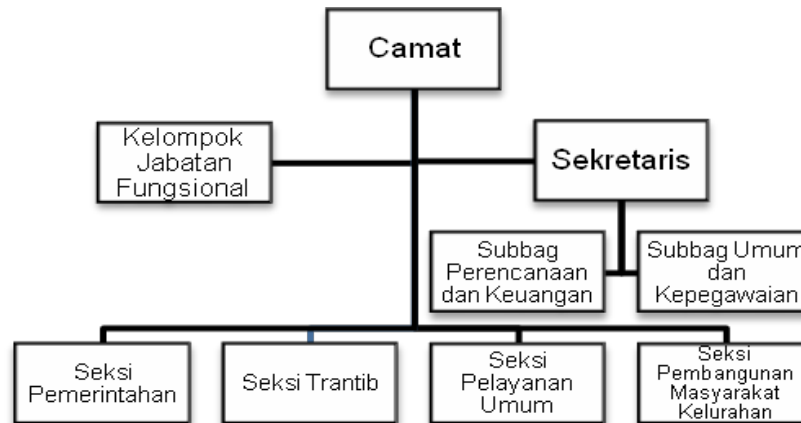 Camat
Kelompok
Jabatan
Fungsional
Sekretaris
Subbag
Perencanaan
dan Keuangan
Subbag Umum
dan
Kepegawaian
Seksi
Pemerintahan
Seksi Trantib
Seksi
Pelayanan
Umum
Seksi
Pembangunan
Masyarakat
Kelurahan